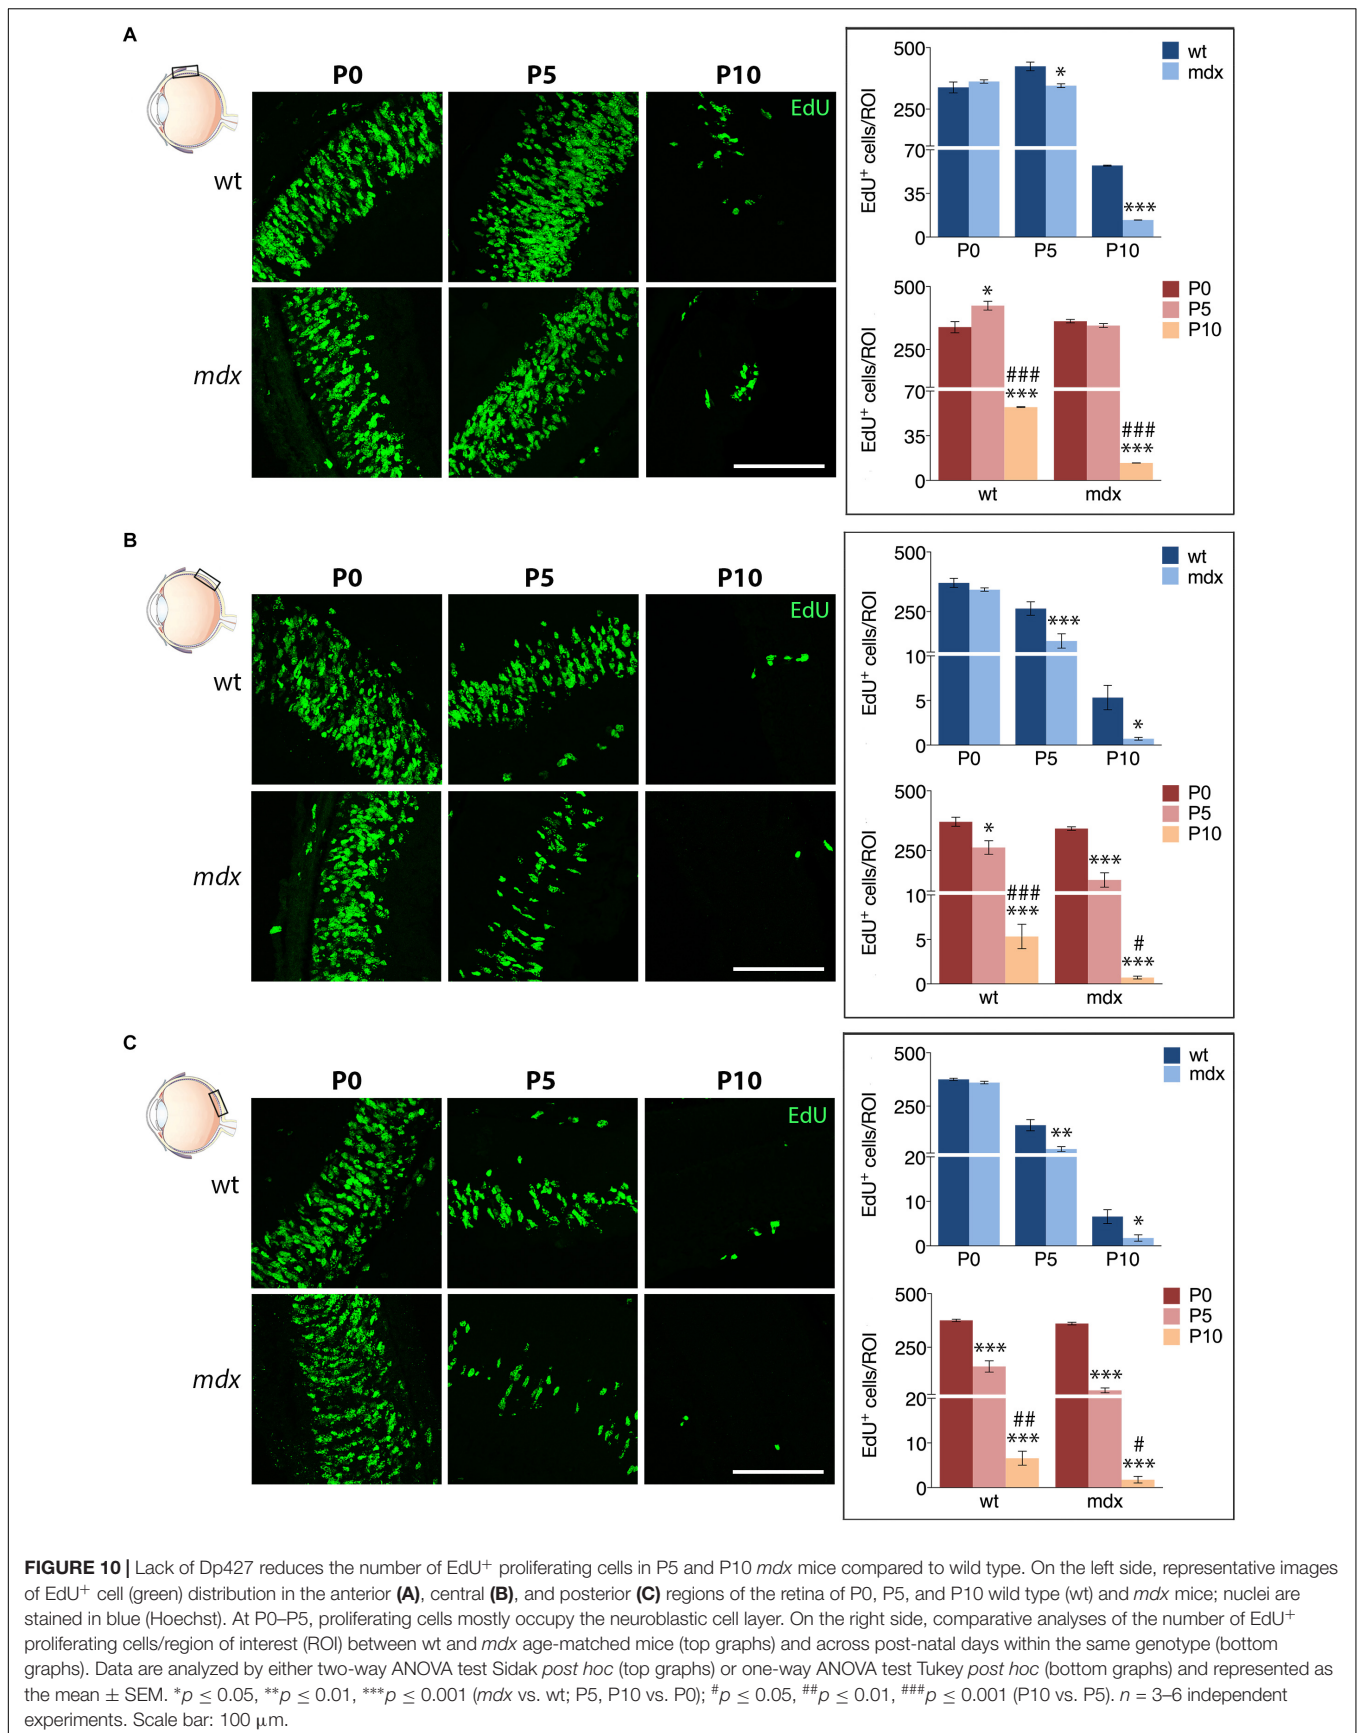 A
P0 P5 P10
EdU
wt
mdx
500
250
70
35
0
EdU⁺ cells/ROI
wt
mdx
*
***
P0 P5 P10
500
250
70
35
0
EdU⁺ cells/ROI
P0
P5
P10
*
###
***
###
***
wt mdx
B
P0 P5 P10
EdU
wt
mdx
500
250
10
5
0
EdU⁺ cells/ROI
wt
mdx
***
*
P0 P5 P10
500
250
10
5
0
EdU⁺ cells/ROI
P0
P5
P10
*
###
***
***
#
***
wt mdx
C
P0 P5 P10
EdU
wt
mdx
500
250
20
10
0
EdU⁺ cells/ROI
wt
mdx
**
*
P0 P5 P10
500
250
20
10
0
EdU⁺ cells/ROI
P0
P5
P10
***
##
***
***
#
***
wt mdx
FIGURE 10 | Lack of Dp427 reduces the number of EdU⁺ proliferating cells in P5 and P10 mdx mice compared to wild type. On the left side, representative images
of EdU⁺ cell (green) distribution in the anterior (A), central (B), and posterior (C) regions of the retina of P0, P5, and P10 wild type (wt) and mdx mice; nuclei are
stained in blue (Hoechst). At P0–P5, proliferating cells mostly occupy the neuroblastic cell layer. On the right side, comparative analyses of the number of EdU⁺
proliferating cells/region of interest (ROI) between wt and mdx age-matched mice (top graphs) and across post-natal days within the same genotype (bottom
graphs). Data are analyzed by either two-way ANOVA test Sidak post hoc (top graphs) or one-way ANOVA test Tukey post hoc (bottom graphs) and represented as
the mean ± SEM. *p ≤ 0.05, **p ≤ 0.01, ***p ≤ 0.001 (mdx vs. wt; P5, P10 vs. P0); #p ≤ 0.05, ##p ≤ 0.01, ###p ≤ 0.001 (P10 vs. P5). n = 3–6 independent
experiments. Scale bar: 100 μm.